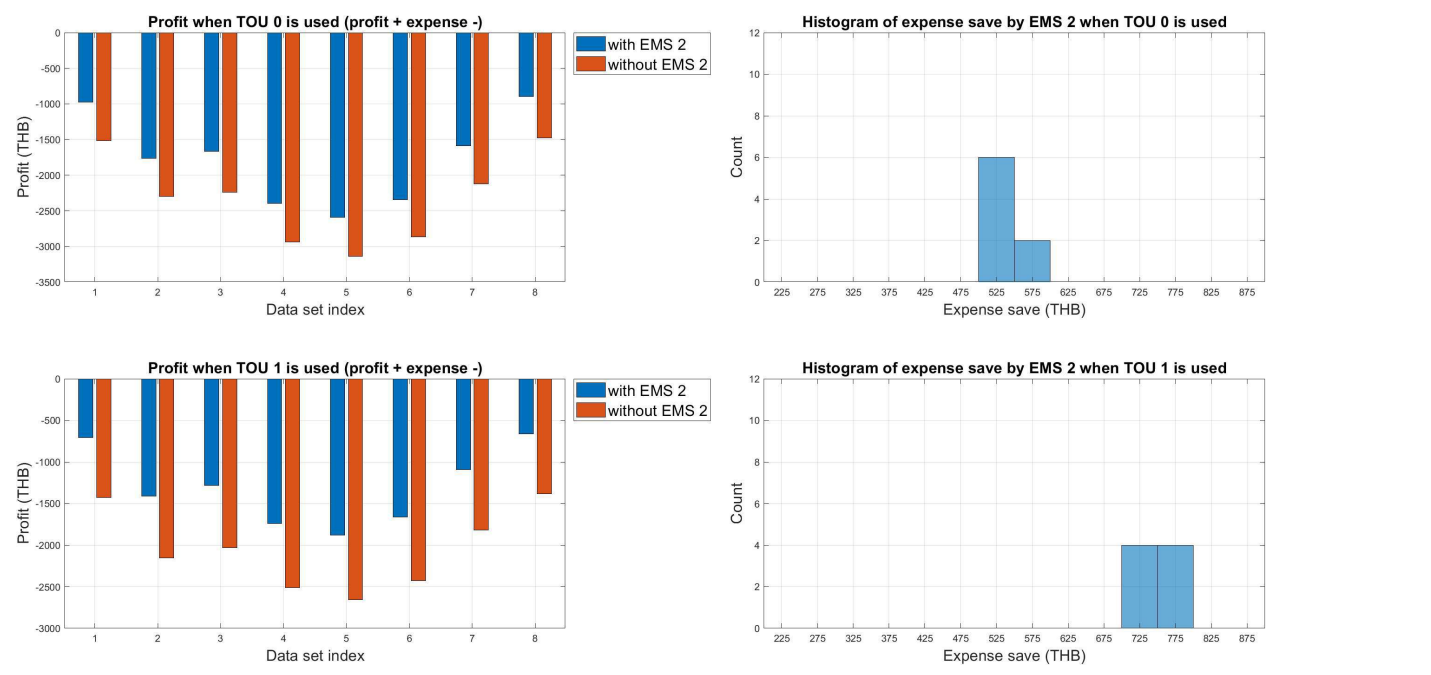 Profit when TOU 0 is used (profit + expense -)
0
-500
-1000
-1500
-2000
-2500
-3000
-3500
Profit (THB)
1 2 3 4 5 6 7 8
Data set index
with EMS 2
without EMS 2
Histogram of expense save by EMS 2 when TOU 0 is used
12
10
8
6
4
2
0
Count
225 275 325 375 425 475 525 575 625 675 725 775 825 875
Expense save (THB)
Profit when TOU 1 is used (profit + expense -)
0
-500
-1000
-1500
-2000
-2500
-3000
Profit (THB)
1 2 3 4 5 6 7 8
Data set index
with EMS 2
without EMS 2
Histogram of expense save by EMS 2 when TOU 1 is used
12
10
8
6
4
2
0
Count
225 275 325 375 425 475 525 575 625 675 725 775 825 875
Expense save (THB)